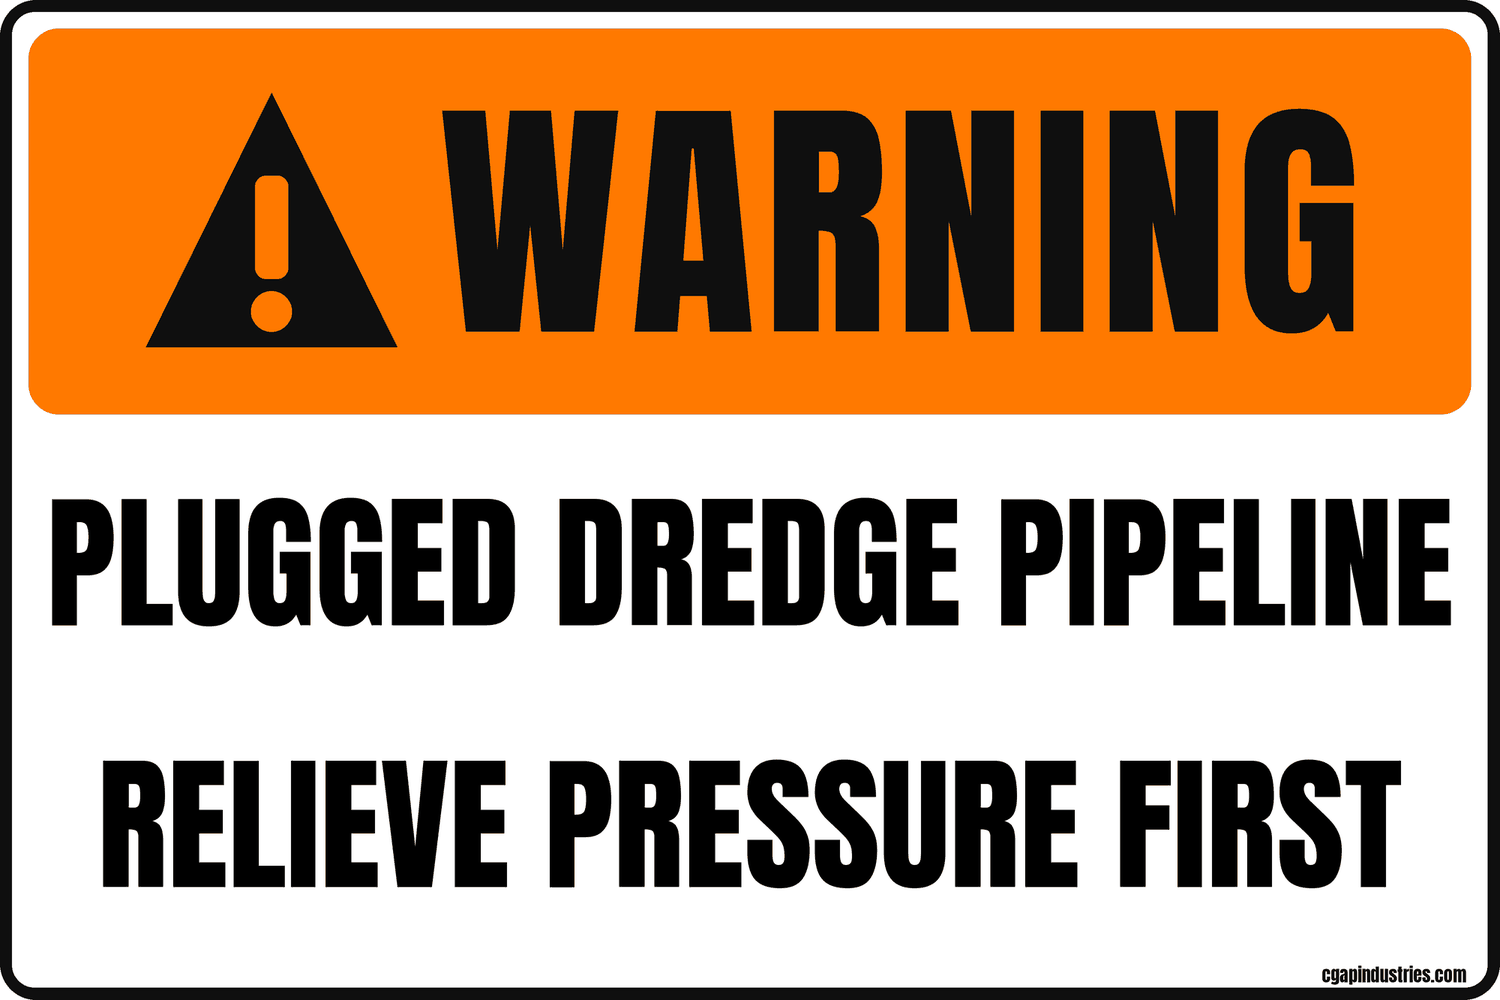 WARNING
PLUGGED DREDGE PIPELINE
RELIEVE PRESSURE FIRST
cgapindustries.com